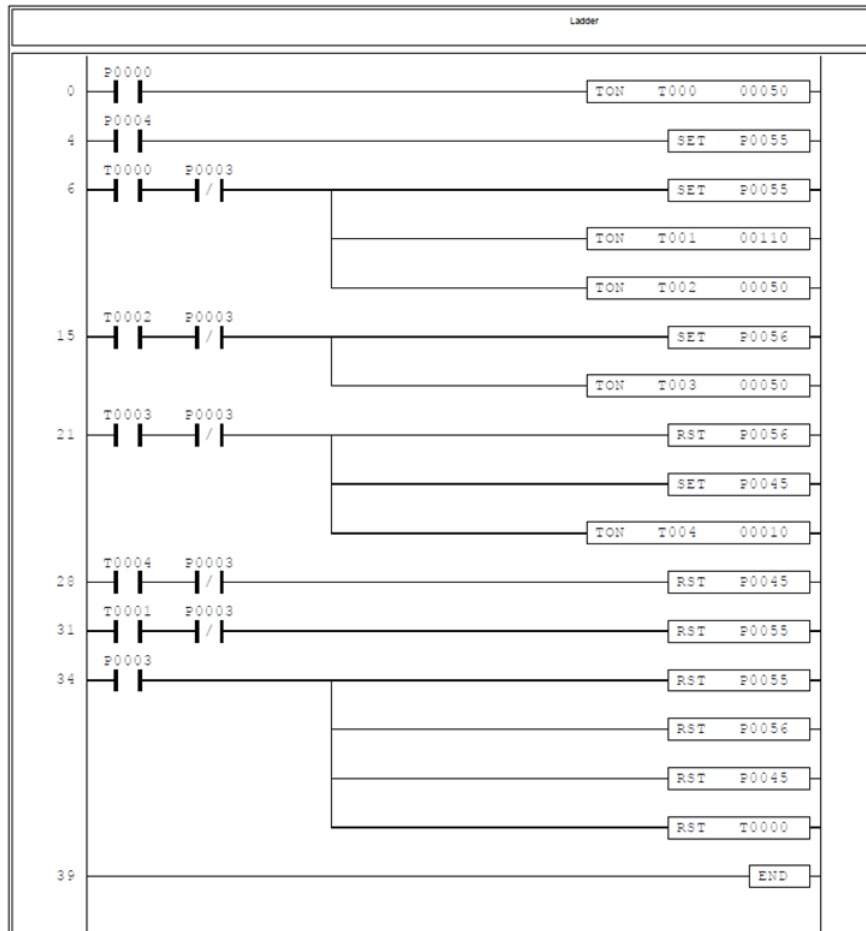 Ladder
P0000
0 TON T000 00050
P0004
4 SET P0055
T0000 P0003
6 SET P0055
TON T001 00110
TON T002 00050
T0002 P0003
15 SET P0056
TON T003 00050
T0003 P0003
21 RST P0056
SET P0045
TON T004 00010
T0004 P0003
28 RST P0045
T0001 P0003
31 RST P0055
P0003
34 RST P0055
RST P0056
RST P0045
RST T0000
39 END